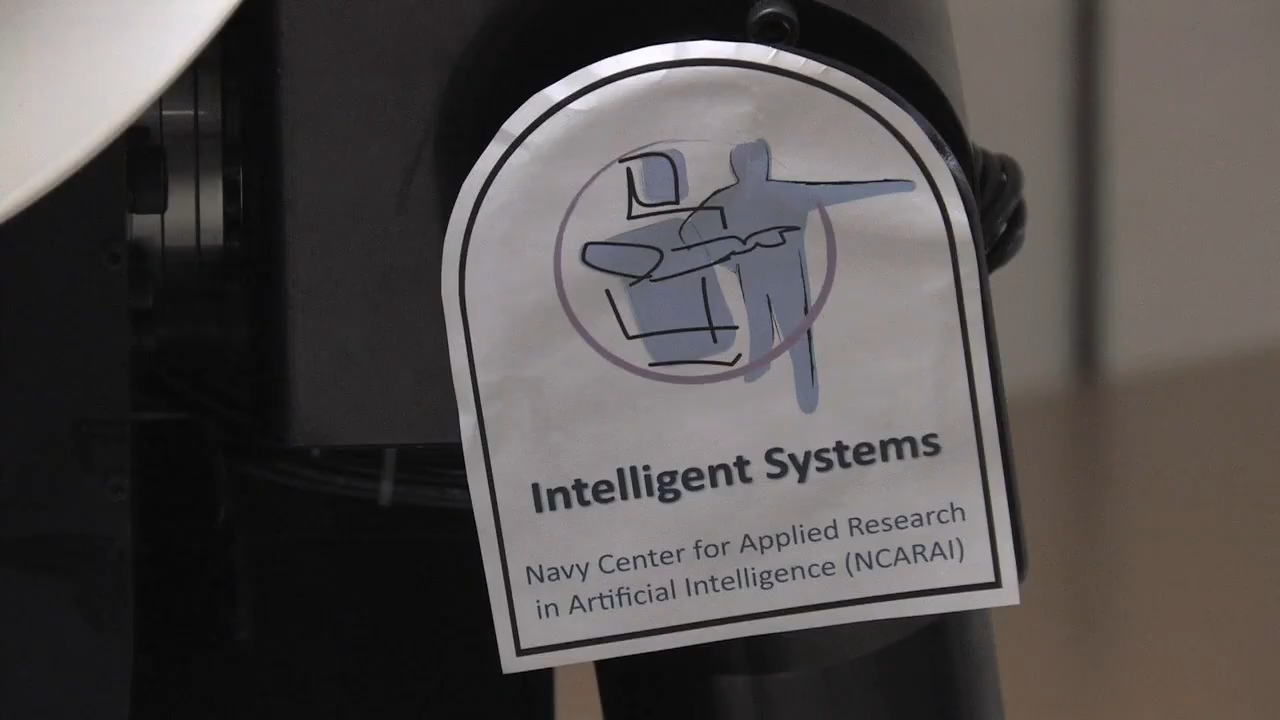 Intelligent Systems
Navy Center for Applied Research
in Artificial Intelligence (NCARAI)